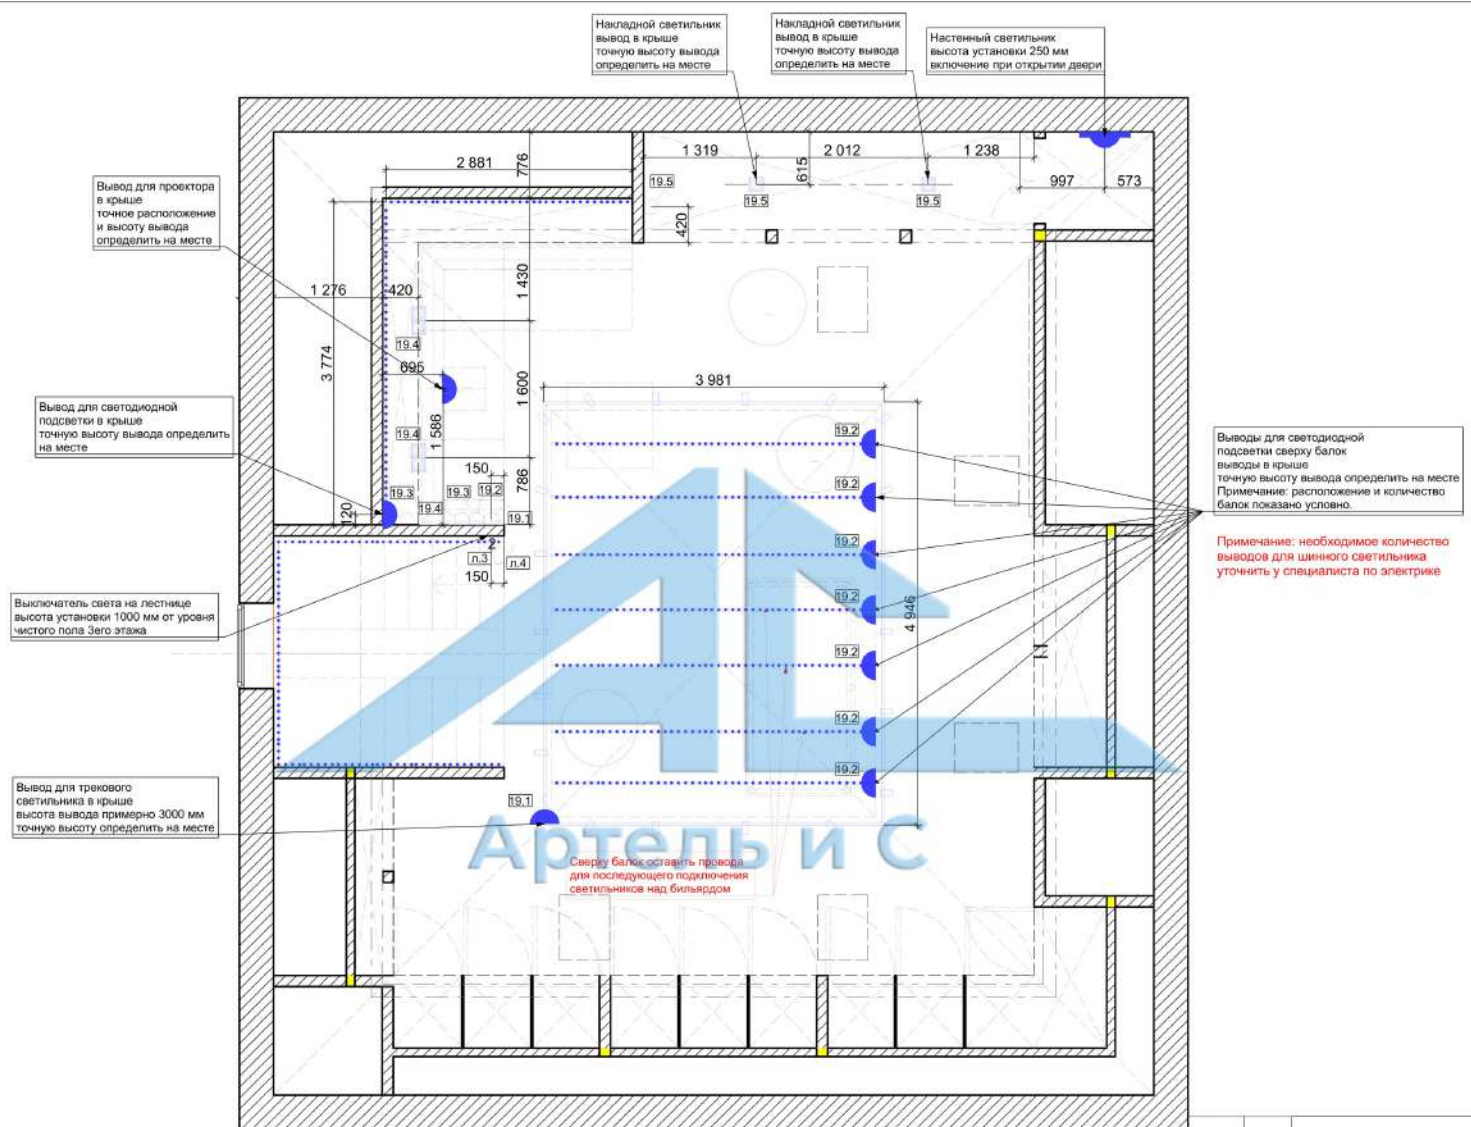 Накладной светильник
вывод в крыше
точную высоту вывода
определить на месте
Накладной светильник
вывод в крыше
точную высоту вывода
определить на месте
Настенный светильник
высота установки 250 мм
включение при открытии двери
2 881
776
1 319
615
2 012
1 238
997
573
19.5
19.5
19.5
420
Вывод для проектора
в крыше
точное расположение
и высоту вывода
определить на месте
1 276
420
1 430
3 774
19.4
695
1 600
3 981
Вывод для светодиодной
подсветки в крыше
точную высоту вывода определить
на месте
19.4
1 586
150
786
19.3
19.3
19.2
19.4
19.1
120
2
л.3
л.4
150
19.2
19.2
19.2
19.2
19.2
19.2
19.2
4 946
Выводы для светодиодной
подсветки сверху балок
выводы в крыше
точную высоту вывода определить на месте
Примечание: расположение и количество
балок показано условно.
Примечание: необходимое количество
выводов для шинного светильника
уточнить у специалиста по электрике
Выключатель света на лестнице
высота установки 1000 мм от уровня
чистого пола 3его этажа
Вывод для трекового
светильника в крыше
высота вывода примерно 3000 мм
точную высоту определить на месте
19.1
Артель и С
Сверху балок оставить провода
для последующего подключения
светильников над бильярдом